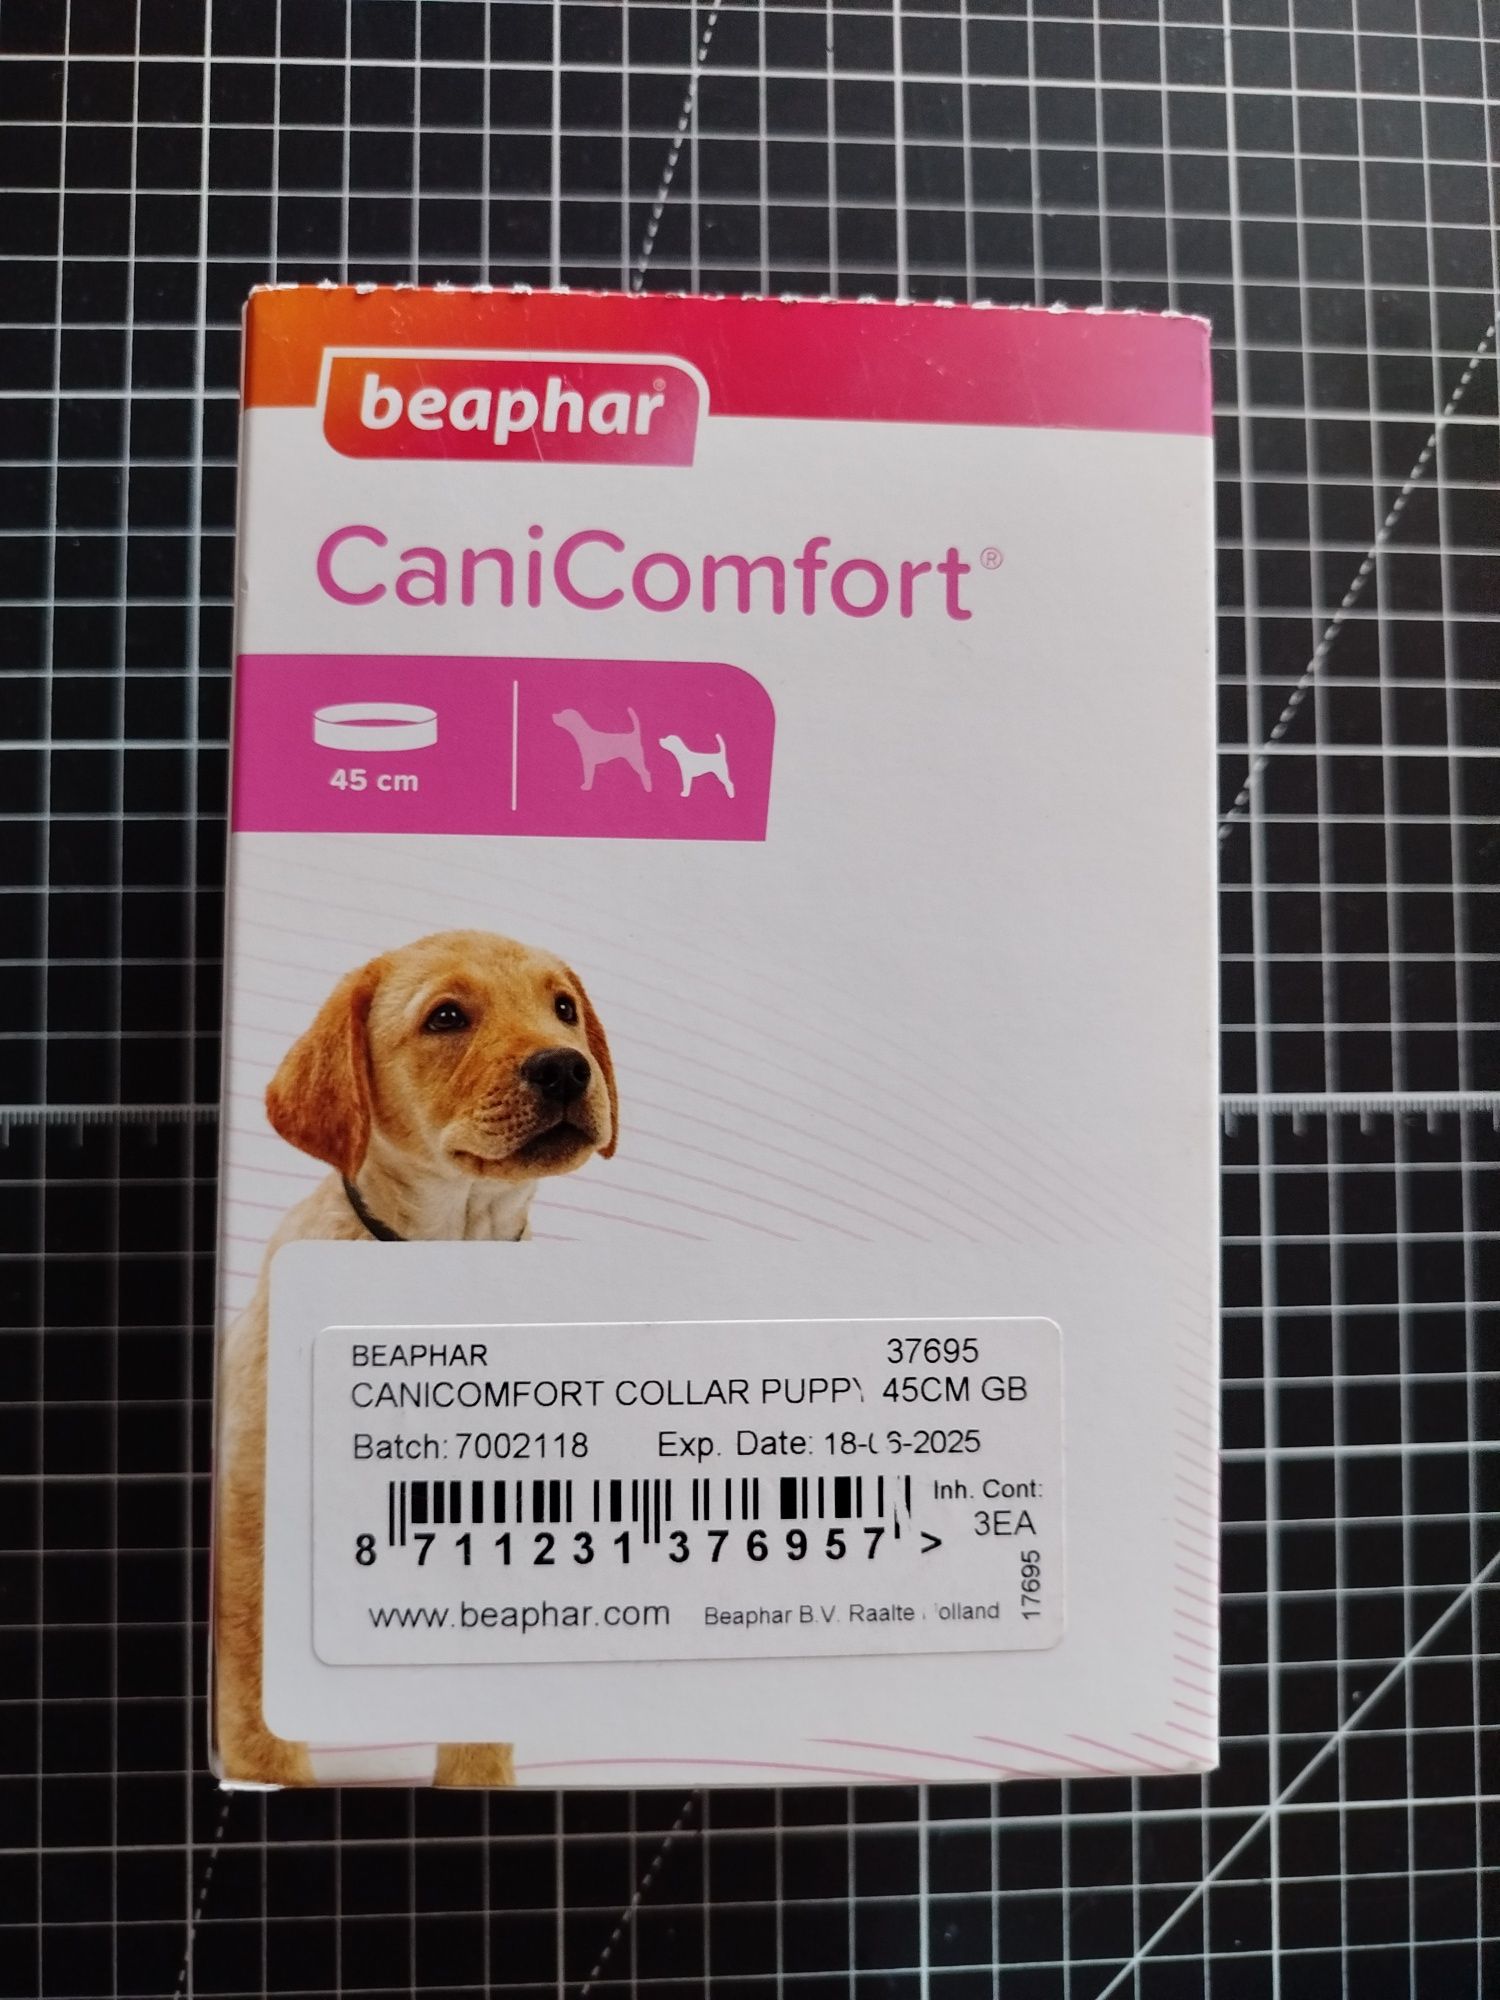 beaphar®
CaniComfort®
45 cm
BEAPHAR 37695
CANICOMFORT COLLAR PUPPY 45CM GB
Batch: 7002118 Exp. Date: 18-06-2025
Inh. Cont:
3EA
8 711231 376957 >
17695
www.beaphar.com Beaphar B.V. Raalte Holland